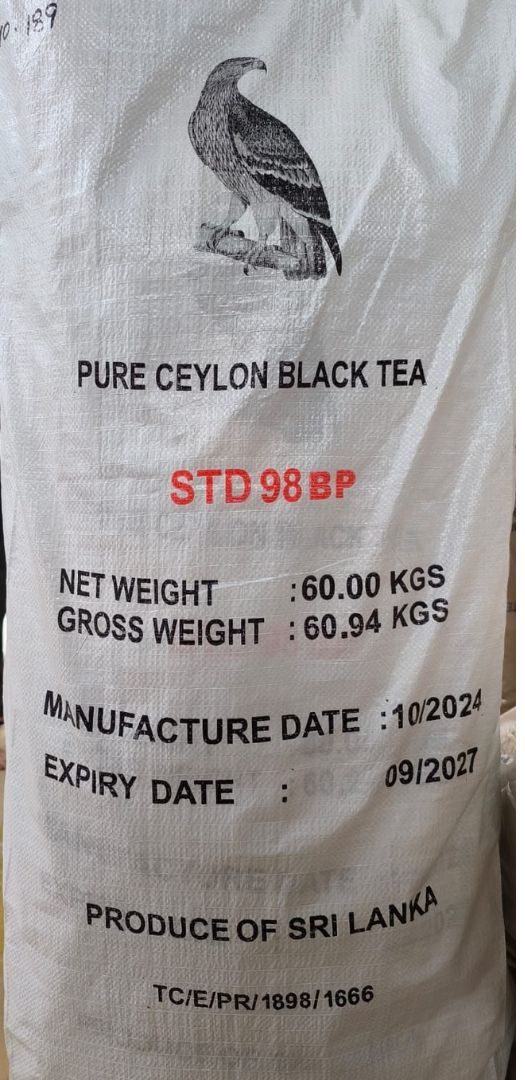 189
PURE CEYLON BLACK TEA
STD 98 BP
NET WEIGHT : 60.00 KGS
GROSS WEIGHT : 60.94 KGS
MANUFACTURE DATE : 10/2024
EXPIRY DATE : 09/2027
PRODUCE OF SRI LANKA
TC/E/PR/1898/1666